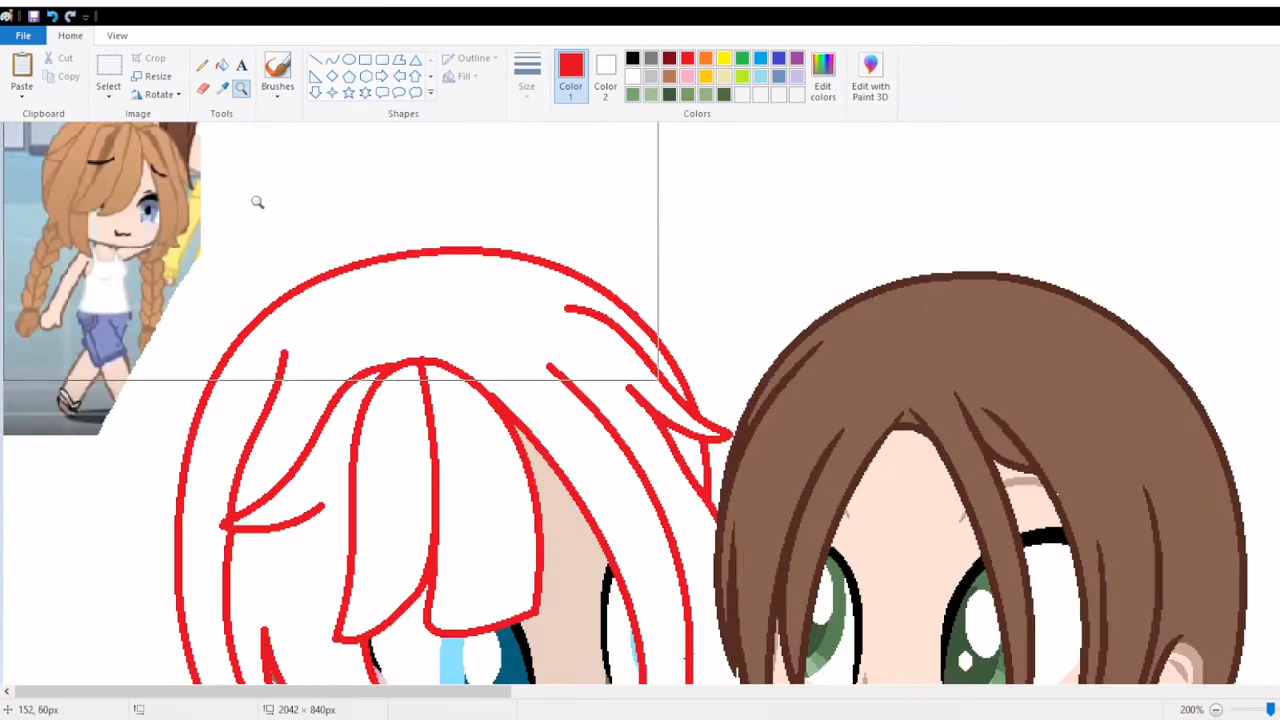 File Home View
Paste
Cut
Copy
Clipboard
Select
Crop
Resize
Rotate
Image
A
Tools
Brushes
Outline
Fill
Shapes
Size
Color 1
Color 2
Edit colors
Colors
Edit with Paint 3D
152, 60px
2042 × 840px
200%